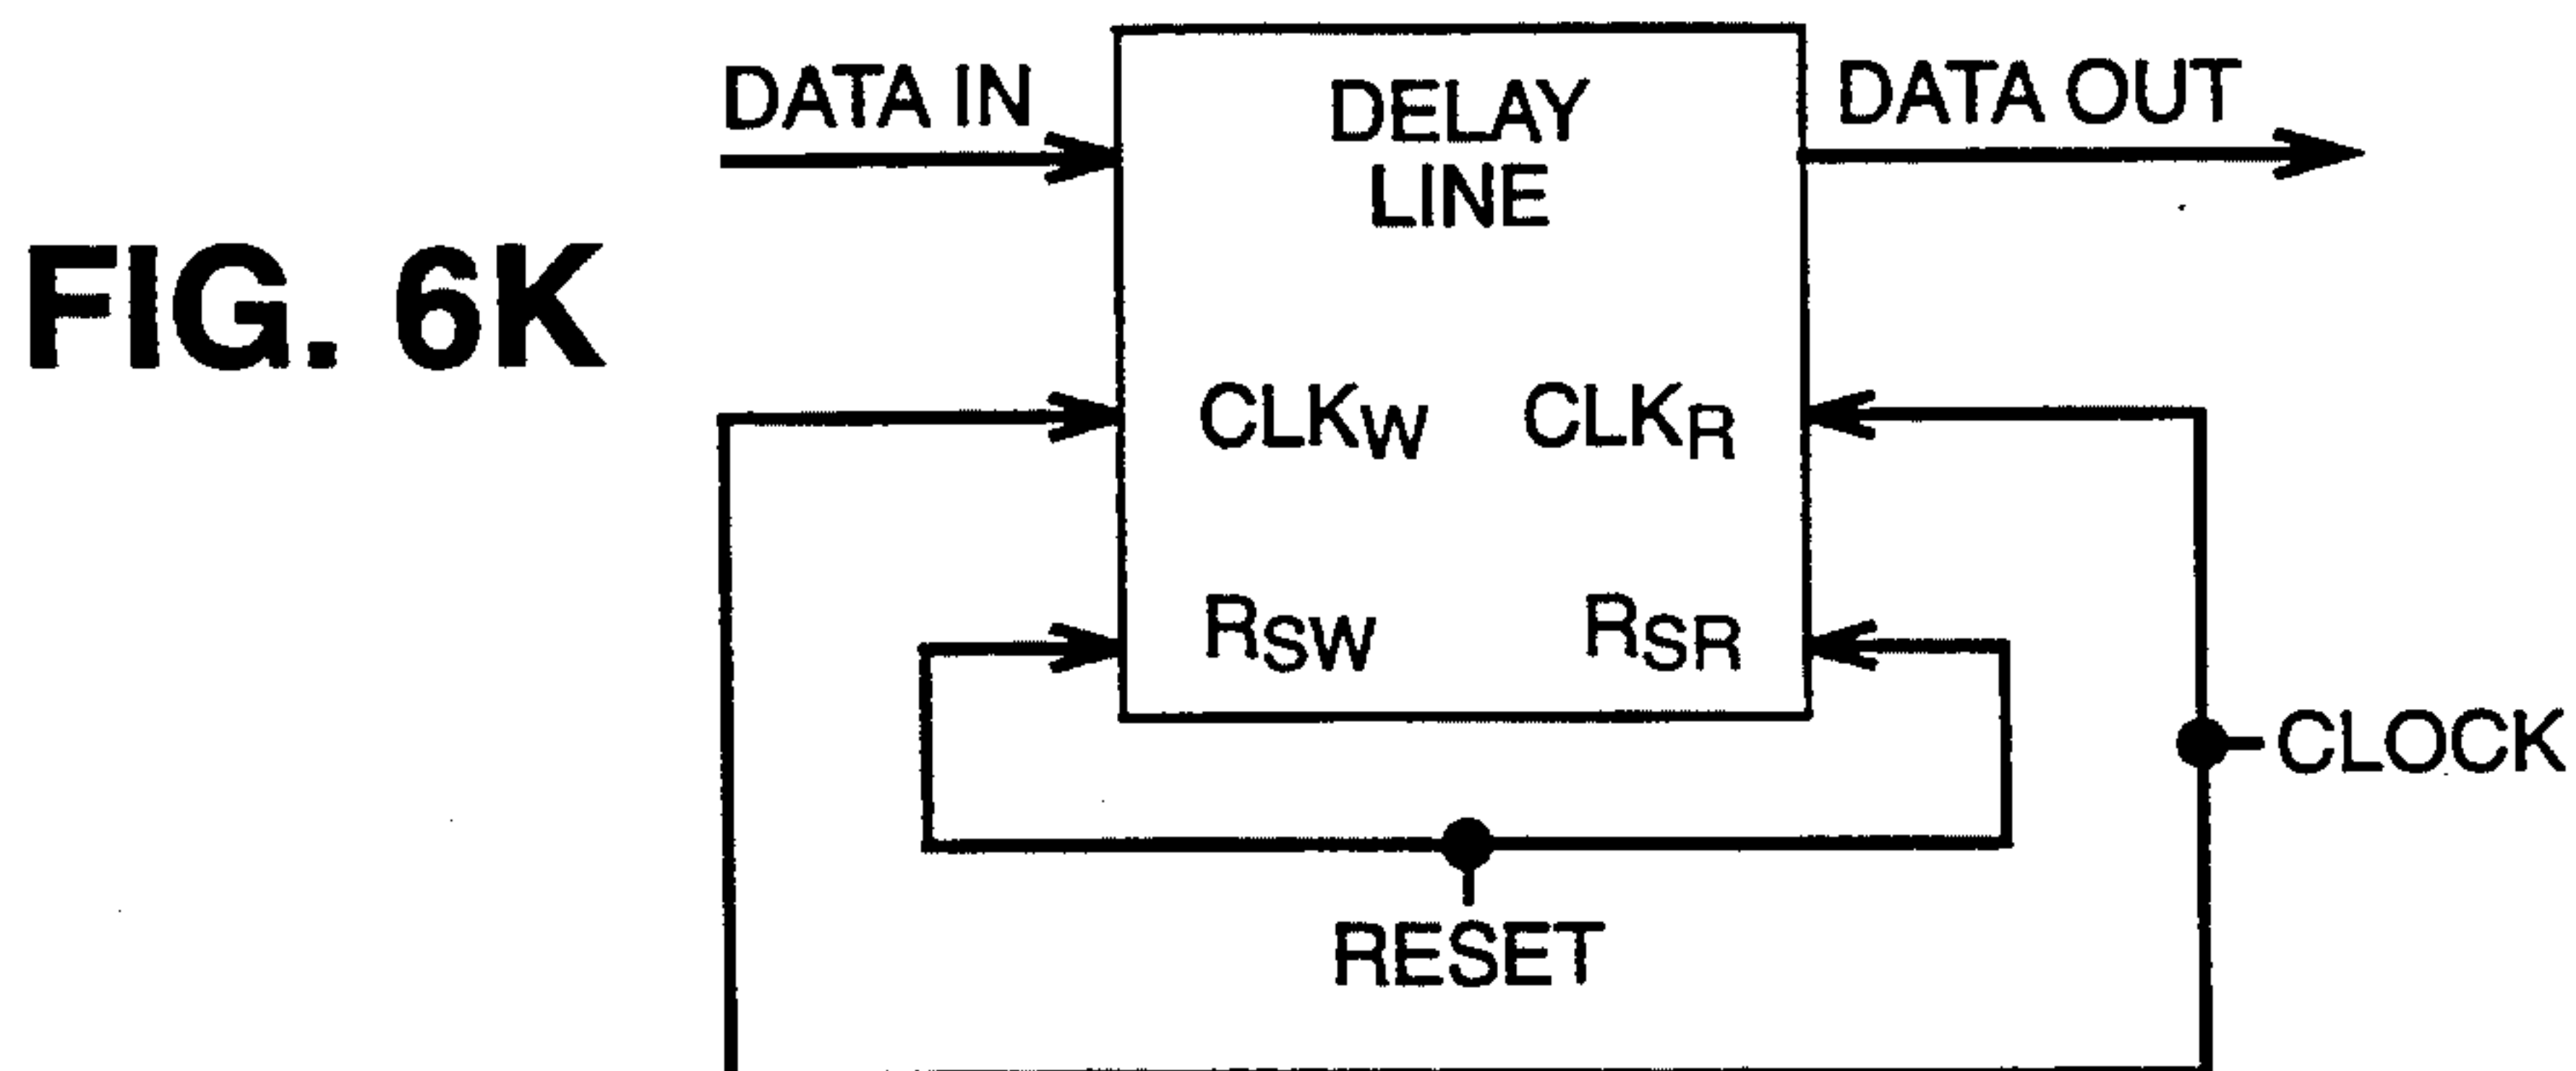 DATA IN
DELAY
LINE
DATA OUT
FIG. 6K
CLKW
CLKR
RSW
RSR
CLOCK
RESET